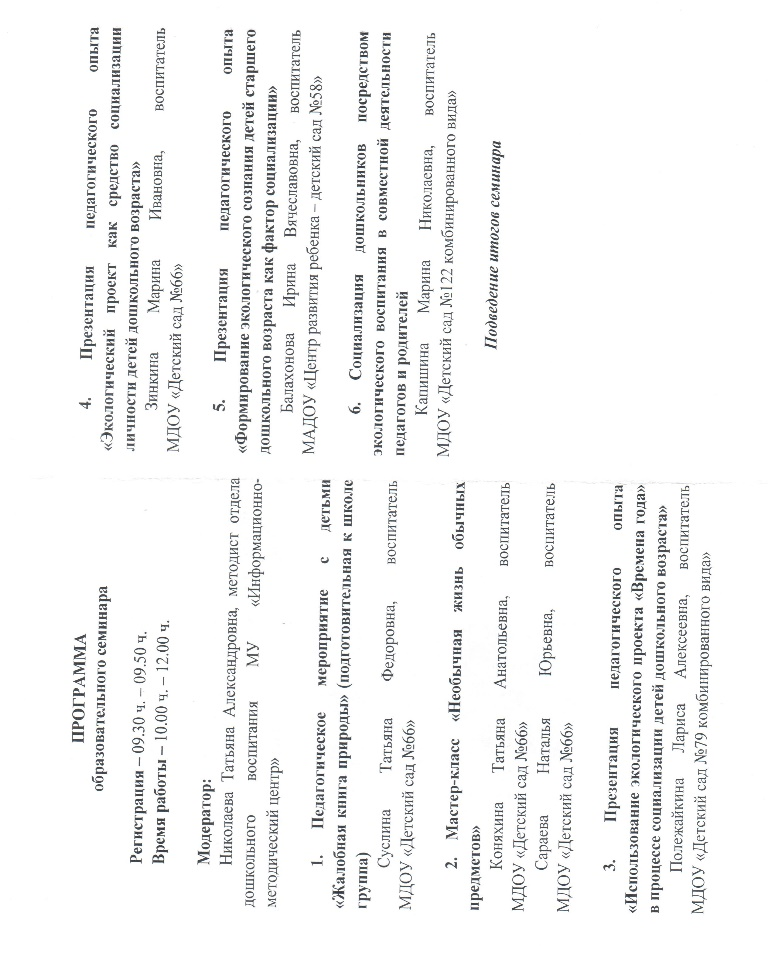 ПРОГРАММА
образовательного семинара
Регистрация – 09.30 ч. – 09.50 ч.
Время работы – 10.00 ч. – 12.00 ч.
Модератор:
Николаева Татьяна Александровна, методист отдела
дошкольного воспитания МУ «Информационно-
методический центр»
1. Педагогическое мероприятие с детьми
«Жалобная книга природы» (подготовительная к школе
группа)
Суслина Татьяна Федоровна, воспитатель
МДОУ «Детский сад №66»
2. Мастер-класс «Необычная жизнь обычных
предметов»
Коняхина Татьяна Анатольевна, воспитатель
МДОУ «Детский сад №66»
Сараева Наталья Юрьевна, воспитатель
МДОУ «Детский сад №66»
3. Презентация педагогического опыта
«Использование экологического проекта «Времена года»
в процессе социализации детей дошкольного возраста»
Полежайкина Лариса Алексеевна, воспитатель
МДОУ «Детский сад №79 комбинированного вида»
4. Презентация педагогического опыта
«Экологический проект как средство социализации
личности детей дошкольного возраста»
Зинкина Марина Ивановна, воспитатель
МДОУ «Детский сад №66»
5. Презентация педагогического опыта
«Формирование экологического сознания детей старшего
дошкольного возраста как фактор социализации»
Балахонова Ирина Вячеславовна, воспитатель
МАДОУ «Центр развития ребенка – детский сад №58»
6. Социализация дошкольников посредством
экологического воспитания в совместной деятельности
педагогов и родителей
Капишина Марина Николаевна, воспитатель
МДОУ «Детский сад №122 комбинированного вида»
Подведение итогов семинара